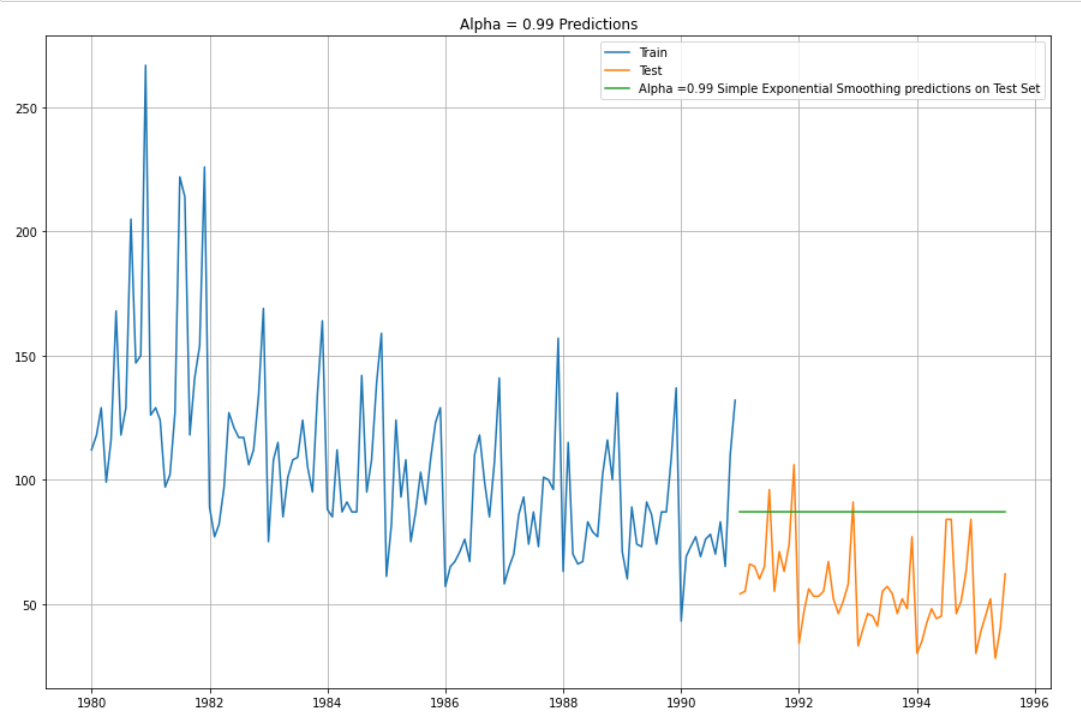 Alpha = 0.99 Predictions
Train
Test
Alpha =0.99 Simple Exponential Smoothing predictions on Test Set
250
200
150
100
50
1980 1982 1984 1986 1988 1990 1992 1994 1996